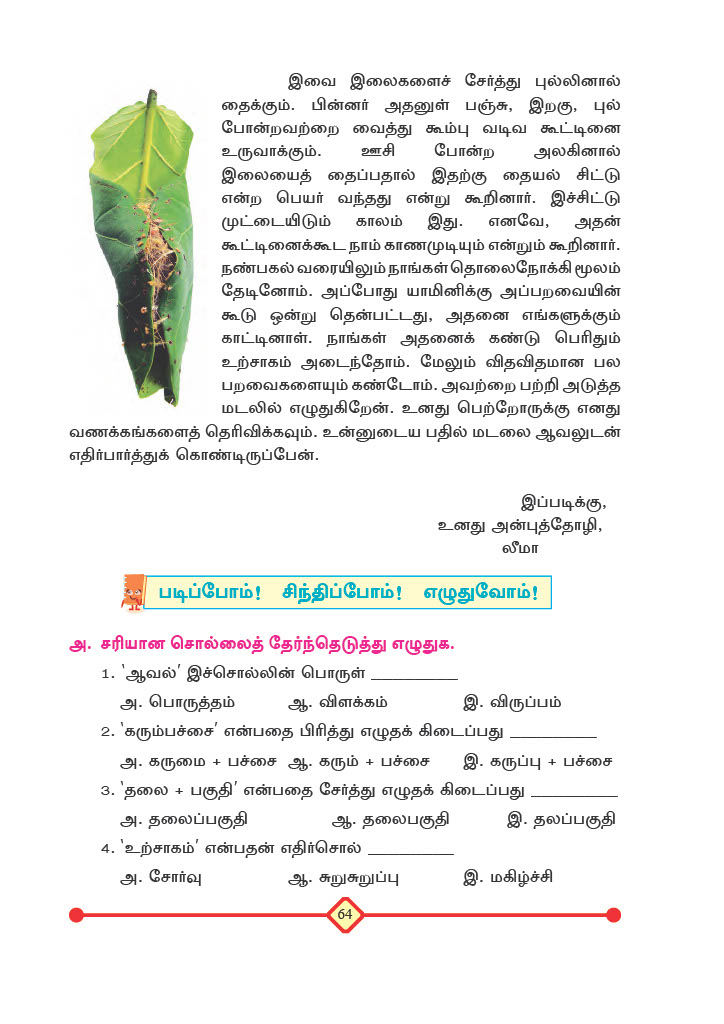 இவை இலைகளைச் சேர்த்து புல்லினால்
தைக்கும். பின்னர் அதனுள் பஞ்சு, இறகு, புல்
போன்றவற்றை வைத்து கூம்பு வடிவ கூட்டினை
உருவாக்கும். ஊசி போன்ற அலகினால்
இலையைத் தைப்பதால் இதற்கு தையல் சிட்டு
என்ற பெயர் வந்தது என்று கூறினார். இச்சிட்டு
முட்டையிடும் காலம் இது. எனவே, அதன்
கூட்டினைக்கூட நாம் காணமுடியும் என்றும் கூறினார்.
நண்பகல் வரையிலும் நாங்கள் தொலைநோக்கி மூலம்
தேடினோம். அப்போது யாமினிக்கு அப்பறவையின்
கூடு ஒன்று தென்பட்டது, அதனை எங்களுக்கும்
காட்டினாள். நாங்கள் அதனைக் கண்டு பெரிதும்
உற்சாகம் அடைந்தோம். மேலும் விதவிதமான பல
பறவைகளையும் கண்டோம். அவற்றை பற்றி அடுத்த
மடலில் எழுதுகிறேன். உனது பெற்றோருக்கு எனது
வணக்கங்களைத் தெரிவிக்கவும். உன்னுடைய பதில் மடலை ஆவலுடன்
எதிர்பார்த்துக் கொண்டிருப்பேன்.
இப்படிக்கு,
உனது அன்புத்தோழி,
லீமா
படிப்போம்! சிந்திப்போம்! எழுதுவோம்!
அ. சரியான சொல்லைத் தேர்ந்தெடுத்து எழுதுக.
1. 'ஆவல்' இச்சொல்லின் பொருள் ________
அ. பொருத்தம் ஆ. விளக்கம் இ. விருப்பம்
2. 'கரும்பச்சை' என்பதை பிரித்து எழுதக் கிடைப்பது ________
அ. கருமை + பச்சை ஆ. கரும் + பச்சை இ. கருப்பு + பச்சை
3. 'தலை + பகுதி' என்பதை சேர்த்து எழுதக் கிடைப்பது ________
அ. தலைப்பகுதி ஆ. தலைபகுதி இ. தலப்பகுதி
4. 'உற்சாகம்' என்பதன் எதிர்சொல் ________
அ. சோர்வு ஆ. சுறுசுறுப்பு இ. மகிழ்ச்சி
64